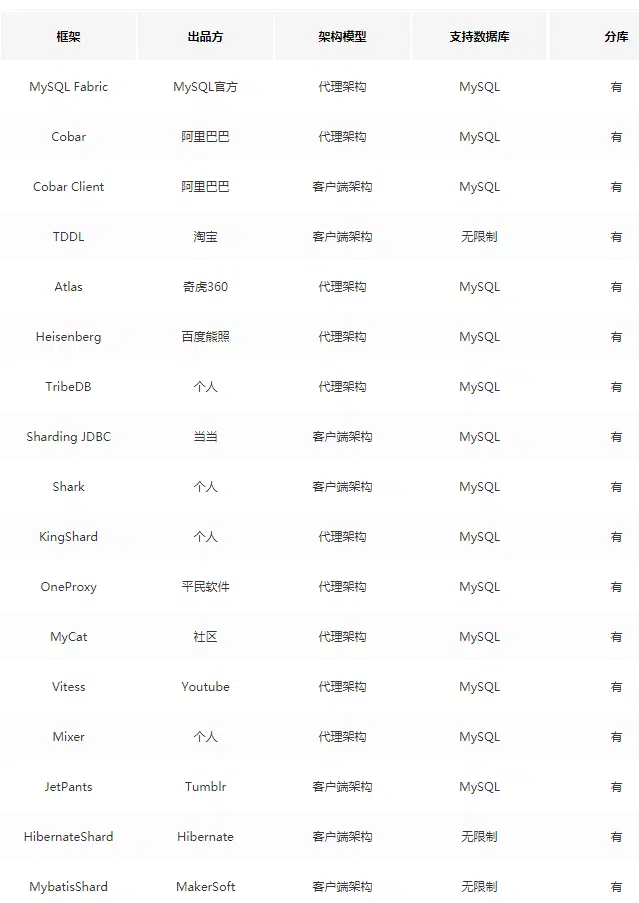 框架 出品方 架构模型 支持数据库 分库
MySQL Fabric MySQL官方 代理架构 MySQL 有
Cobar 阿里巴巴 代理架构 MySQL 有
Cobar Client 阿里巴巴 客户端架构 MySQL 有
TDDL 淘宝 客户端架构 无限制 有
Atlas 奇虎360 代理架构 MySQL 有
Heisenberg 百度熊照 代理架构 MySQL 有
TribeDB 个人 代理架构 MySQL 有
Sharding JDBC 当当 客户端架构 MySQL 有
Shark 个人 客户端架构 MySQL 有
KingShard 个人 代理架构 MySQL 有
OneProxy 平民软件 代理架构 MySQL 有
MyCat 社区 代理架构 MySQL 有
Vitess Youtube 代理架构 MySQL 有
Mixer 个人 代理架构 MySQL 有
JetPants Tumblr 客户端架构 MySQL 有
HibernateShard Hibernate 客户端架构 无限制 有
MybatisShard MakerSoft 客户端架构 无限制 有